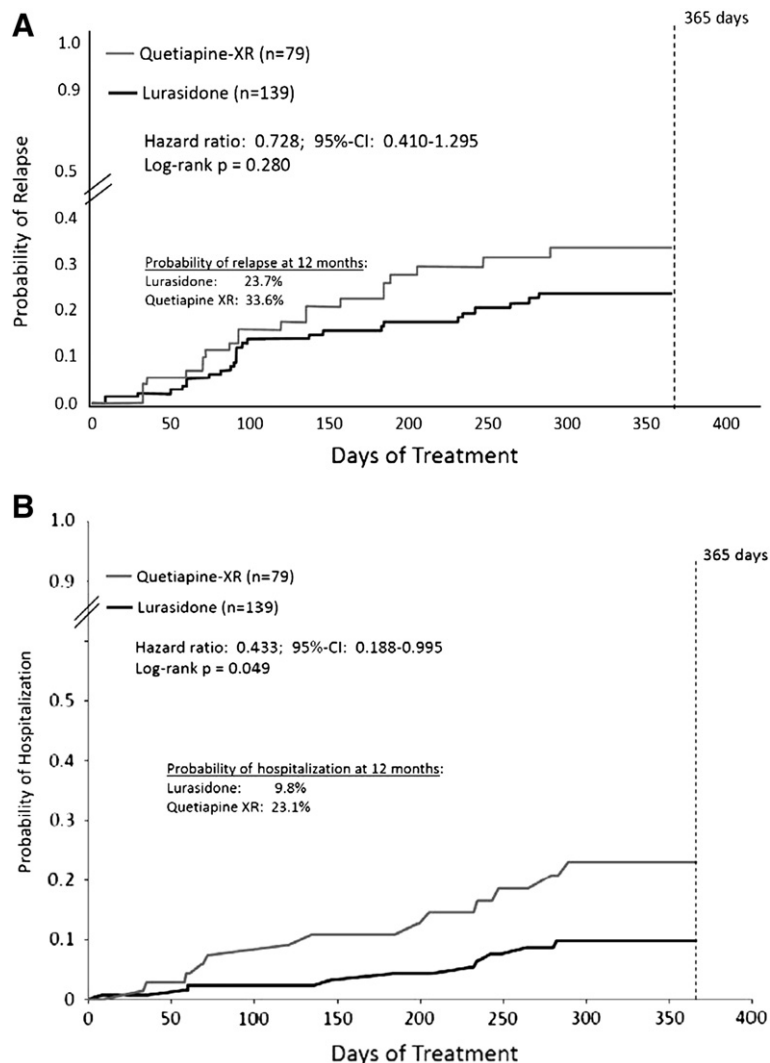 A
365 days
1.0
Quetiapine-XR (n=79)
0.9
Lurasidone (n=139)
Hazard ratio: 0.728; 95%-CI: 0.410-1.295
0.5
Log-rank p = 0.280
Probability of Relapse
0.4
0.3
Probability of relapse at 12 months:
Lurasidone: 23.7%
Quetiapine XR: 33.6%
0.2
0.1
0.0
0 50 100 150 200 250 300 350 400
Days of Treatment
B
1.0
365 days
0.9
Quetiapine-XR (n=79)
Lurasidone (n=139)
Hazard ratio: 0.433; 95%-CI: 0.188-0.995
Log-rank p = 0.049
Probability of Hospitalization
0.5
0.4
Probability of hospitalization at 12 months:
Lurasidone: 9.8%
Quetiapine XR: 23.1%
0.3
0.2
0.1
0
0 50 100 150 200 250 300 350 400
Days of Treatment